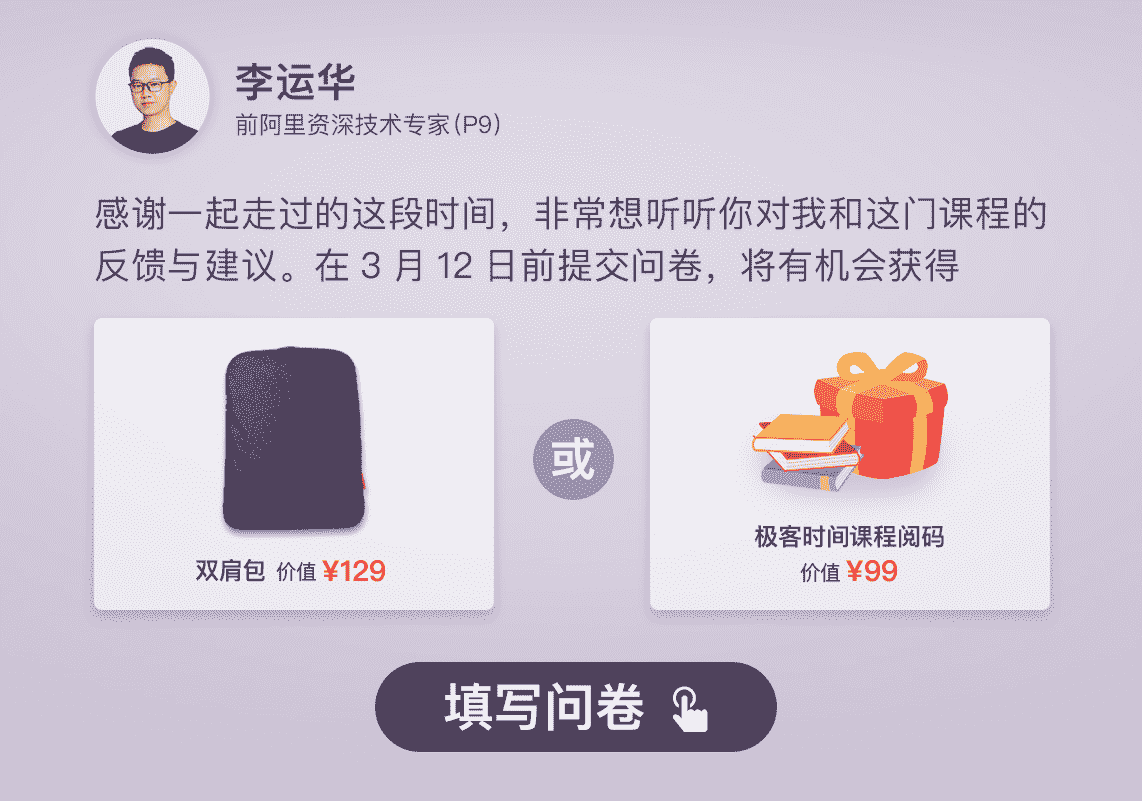 李运华
前阿里资深技术专家(P9)
感谢一起走过的这段时间，非常想听听你对我和这门课程的
反馈与建议。在 3 月 12 日前提交问卷，将有机会获得
双肩包 价值 ¥129
或
极客时间课程阅码
价值 ¥99
填写问卷